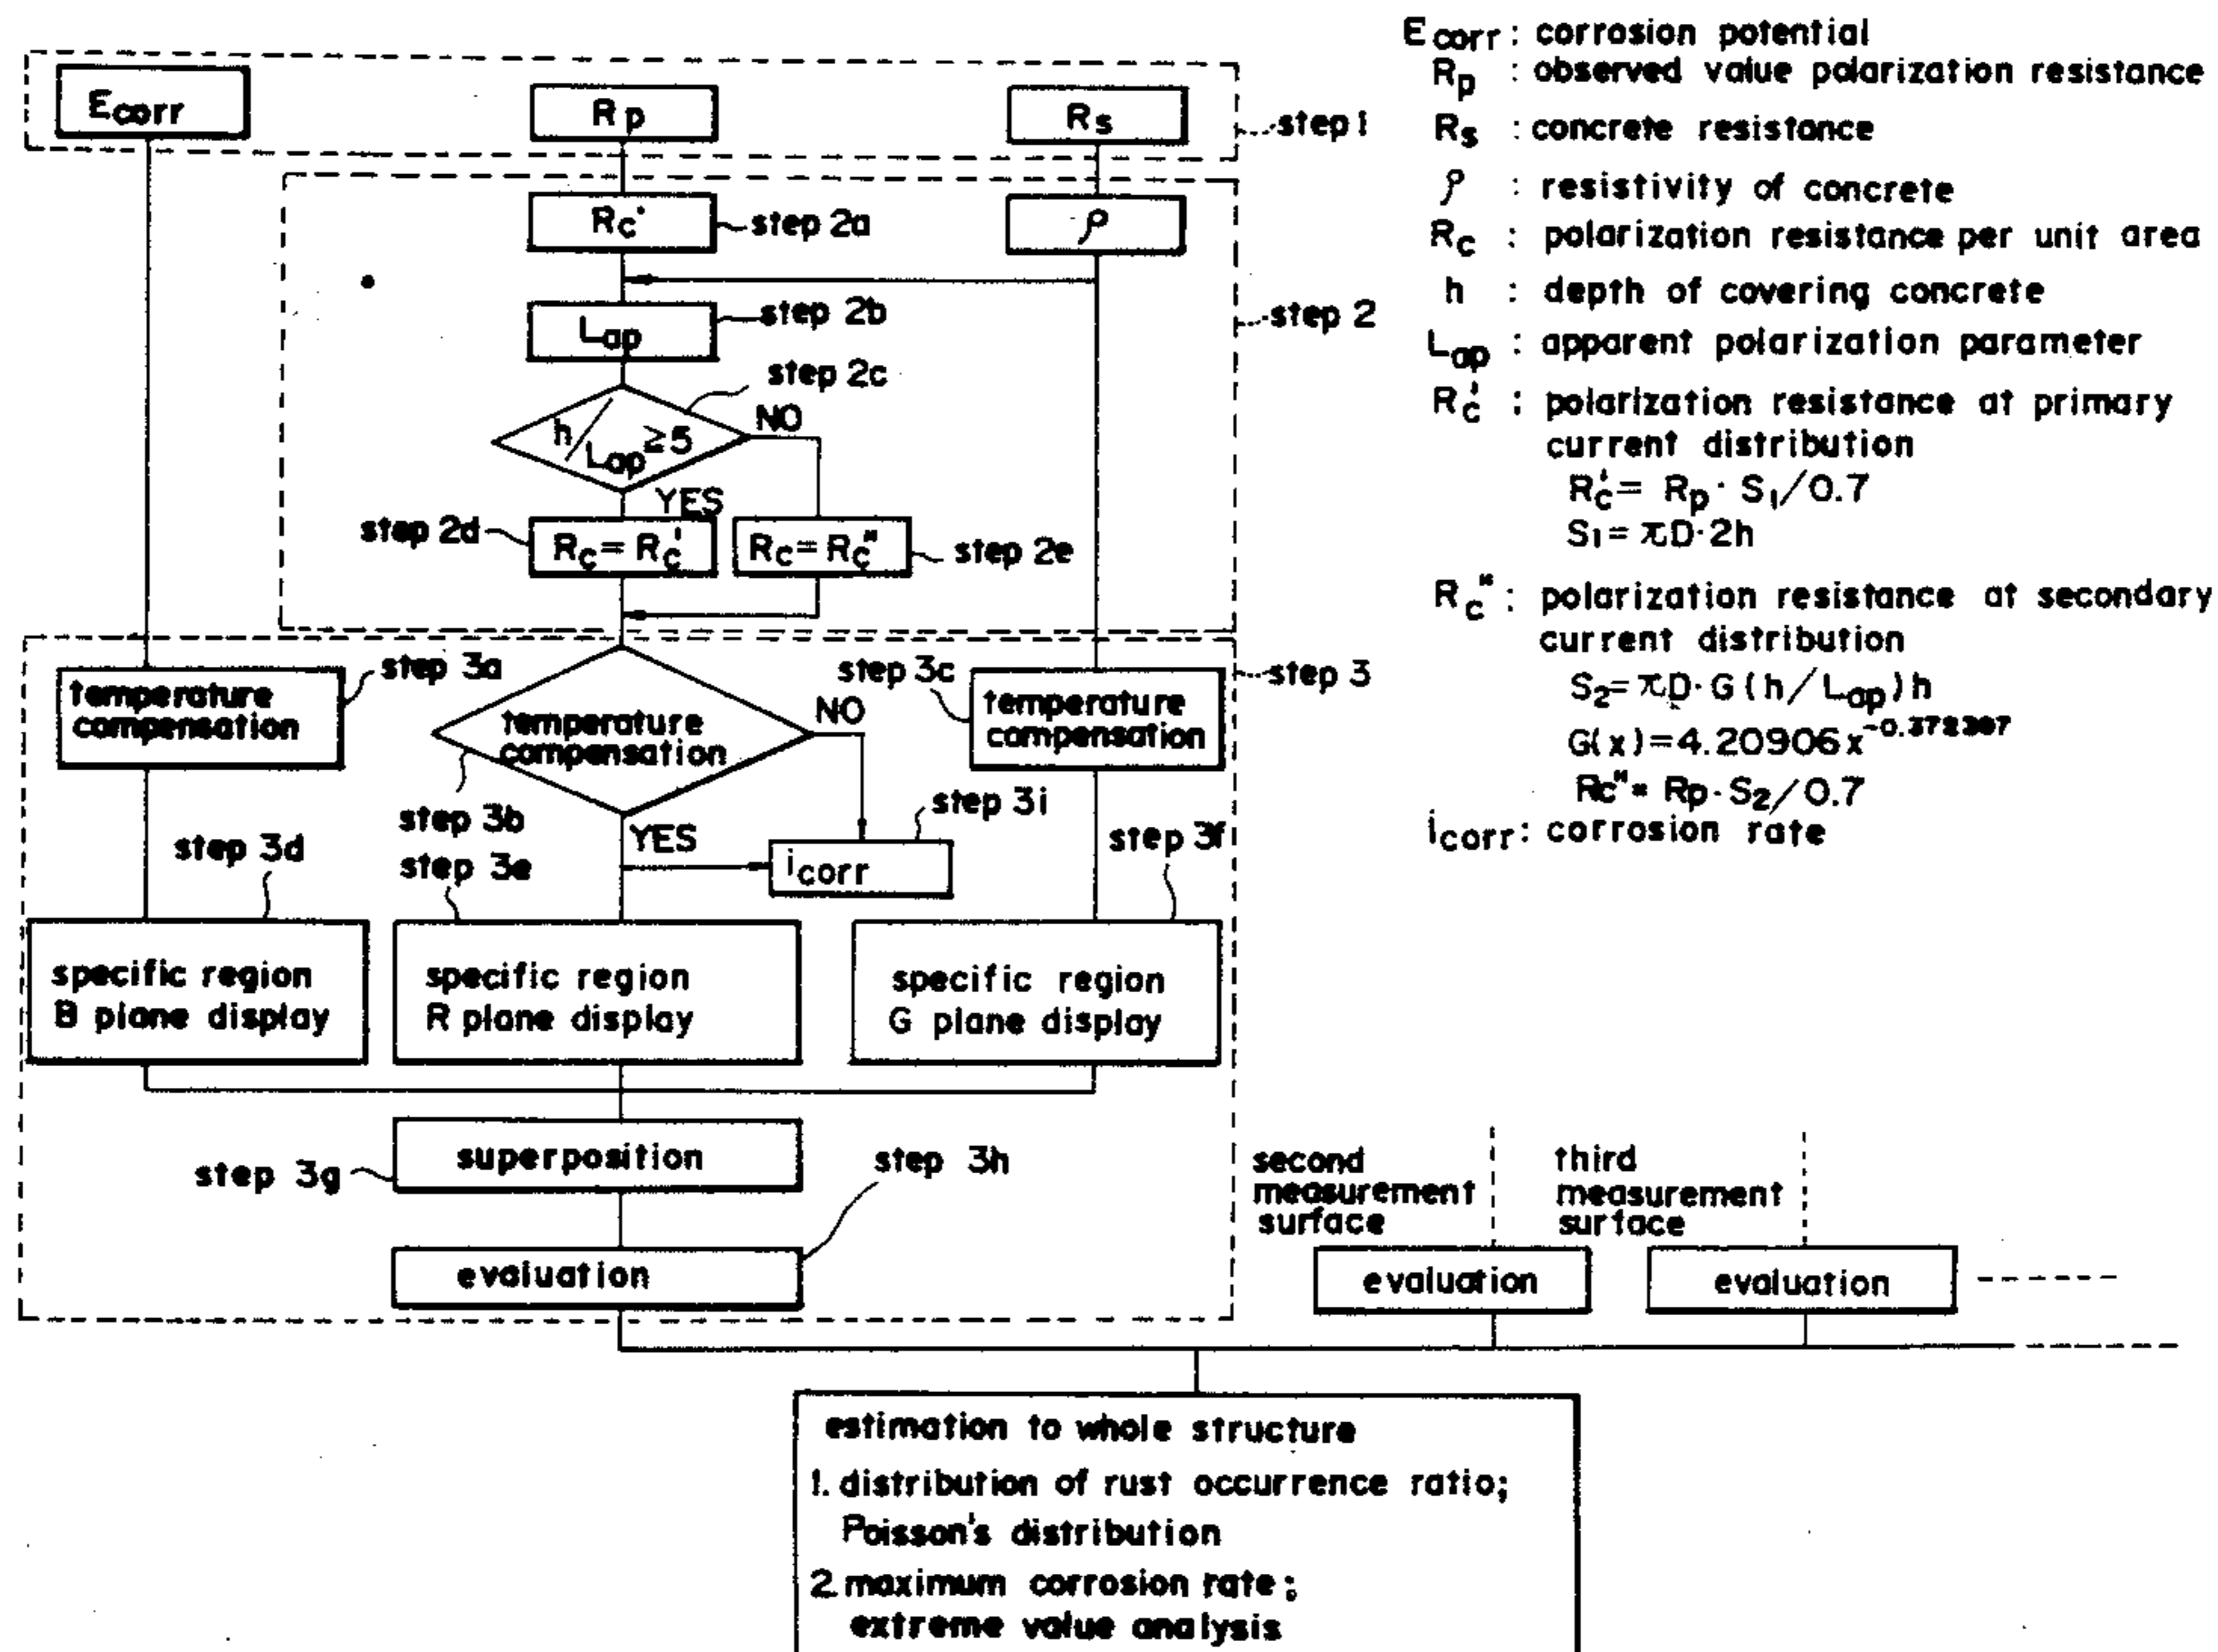 Ecorr
Rp
Rs
step 1
Rc'
step 2a
ρ
Lap
step 2b
step 2
step 2c
h/Lap ≥5
NO
YES
step 2d
Rc = Rc'
Rc = Rc"
step 2e
temperature
compensation
step 3a
temperature
compensation
NO
step 3c
temperature
compensation
step 3
step 3b
YES
step 3i
icorr
step 3d
step 3e
step 3f
specific region
B plane display
specific region
R plane display
specific region
G plane display
step 3g
superposition
step 3h
evaluation
second
measurement
surface
third
measurement
surface
evaluation
evaluation
estimation to whole structure
1. distribution of rust occurrence ratio;
Poisson's distribution
2. maximum corrosion rate;
extreme value analysis
Ecorr : corrosion potential
Rp : observed value polarization resistance
Rs : concrete resistance
ρ : resistivity of concrete
Rc : polarization resistance per unit area
h : depth of covering concrete
Lap : apparent polarization parameter
Rc' : polarization resistance at primary
current distribution
Rc' = Rp · S1/0.7
S1 = πD·2h
Rc" : polarization resistance at secondary
current distribution
S2 = πD·G(h/Lap)h
G(x) = 4.20906x
Rc" = Rp · S2/0.7
icorr : corrosion rate